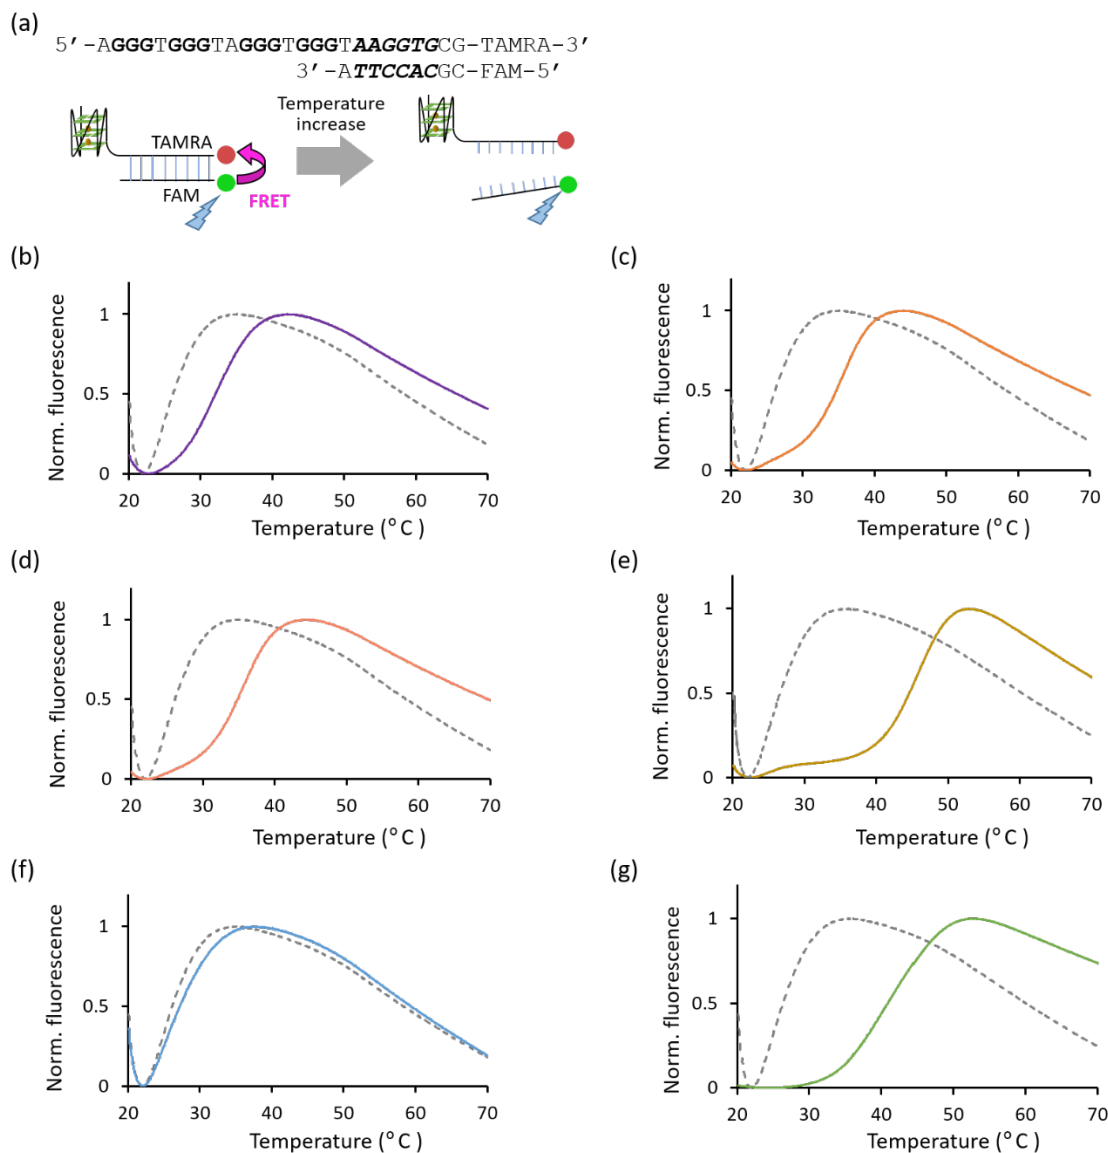 (a)
5’-AGGGTGGGTAGGGTGGGTAAGGTGCG-TAMRA-3’
3’-ATTCCACGC-FAM-5’
Temperature
increase
TAMRA
FAM
FRET
(b)
Norm. fluorescence
1
0.5
0
20 30 40 50 60 70
Temperature (°C )
(c)
Norm. fluorescence
1
0.5
0
20 30 40 50 60 70
Temperature (°C )
(d)
Norm. fluorescence
1
0.5
0
20 30 40 50 60 70
Temperature (°C )
(e)
Norm. fluorescence
1
0.5
0
20 30 40 50 60 70
Temperature (°C )
(f)
Norm. fluorescence
1
0.5
0
20 30 40 50 60 70
Temperature (°C )
(g)
Norm. fluorescence
1
0.5
0
20 30 40 50 60 70
Temperature (°C )